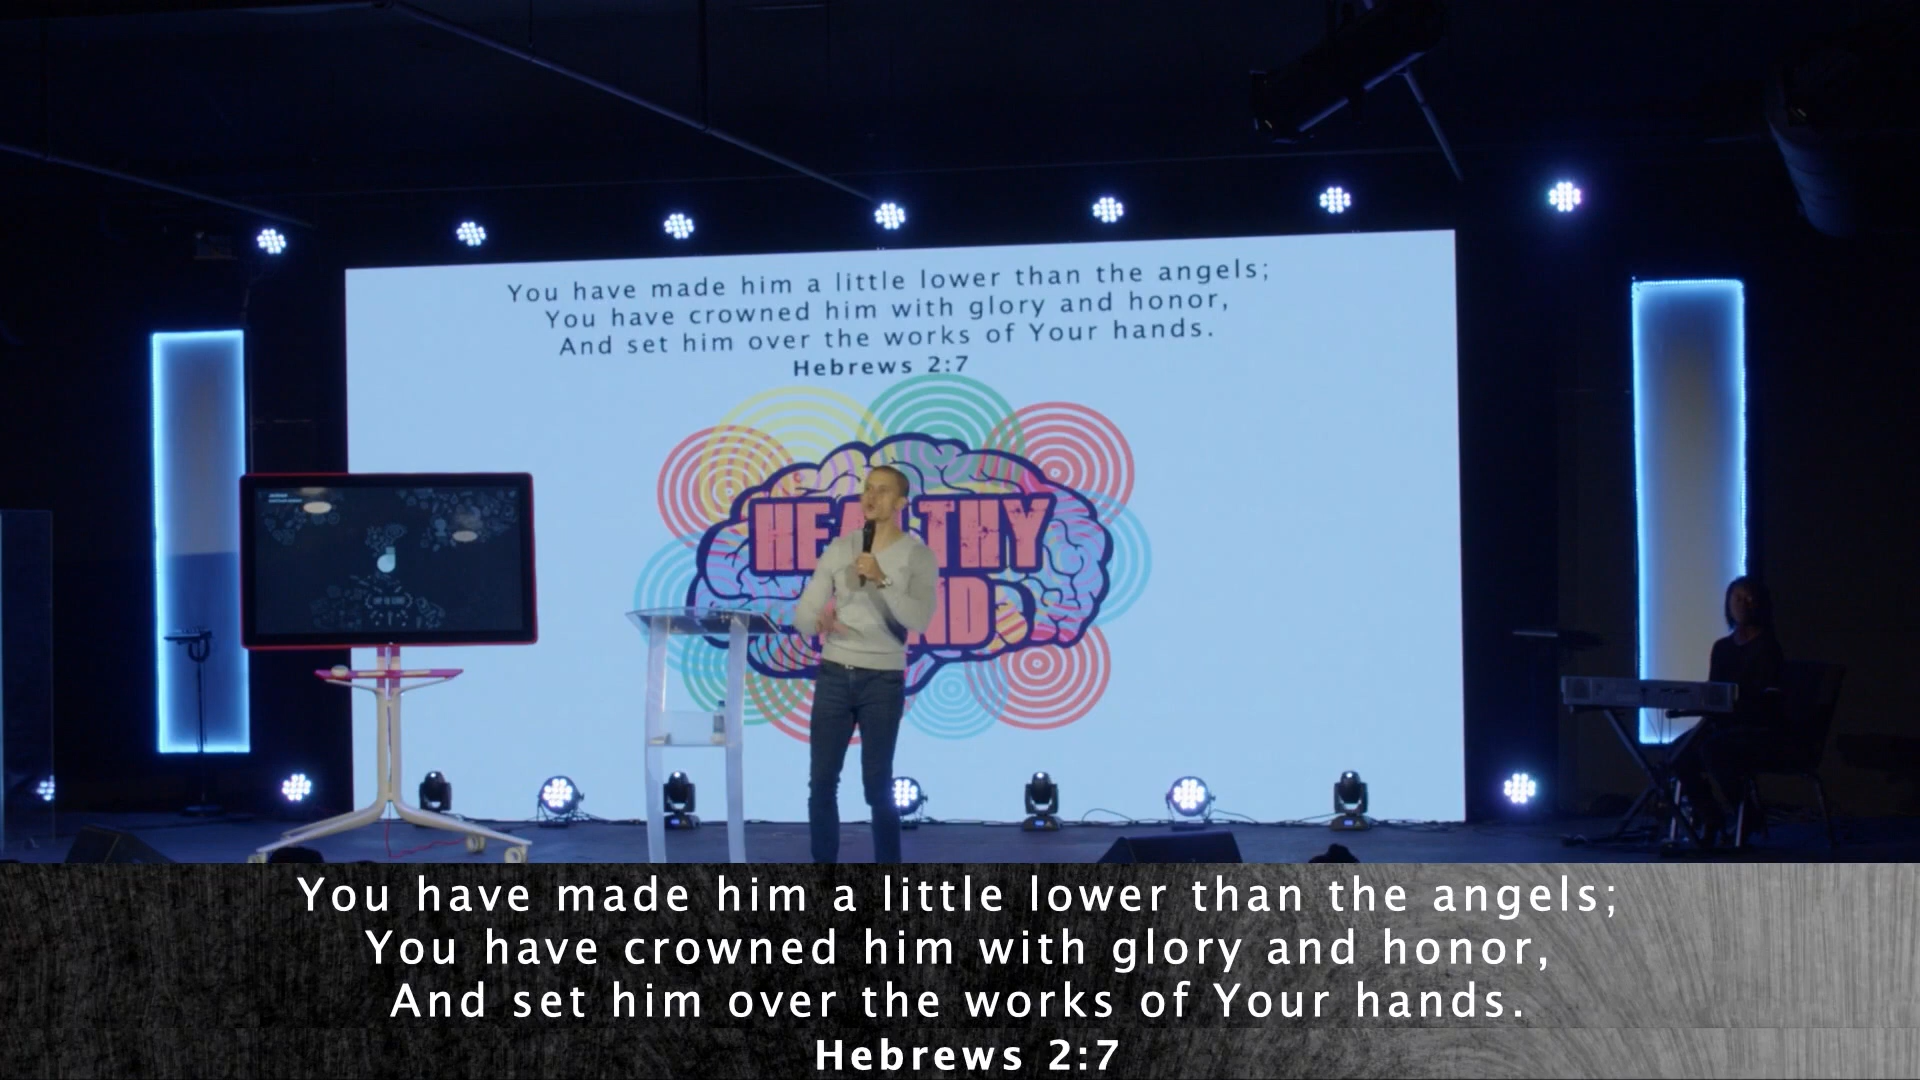 You have made him a little lower than the angels;
You have crowned him with glory and honor,
And set him over the works of Your hands.
Hebrews 2:7
HEALTHY
You have made him a little lower than the angels;
You have crowned him with glory and honor,
And set him over the works of Your hands.
Hebrews 2:7